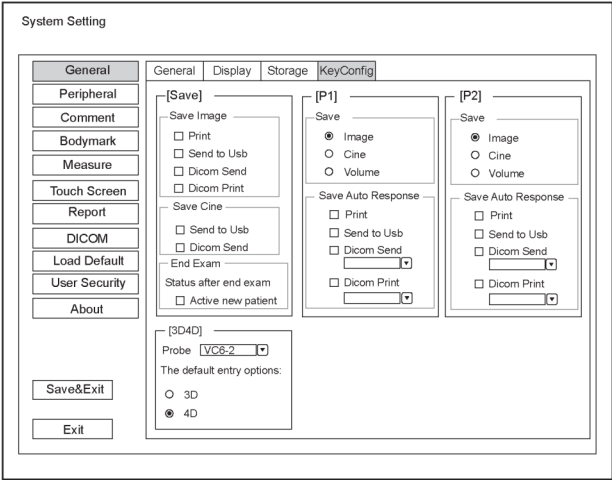 System Setting
General
Peripheral
Comment
Bodymark
Measure
Touch Screen
Report
DICOM
Load Default
User Security
About
Save&Exit
Exit
General Display Storage KeyConfig
[Save]
Save Image
Print
Send to Usb
Dicom Send
Dicom Print
Save Cine
Send to Usb
Dicom Send
End Exam
Status after end exam
Active new patient
[P1]
Save
Image
Cine
Volume
Save Auto Response
Print
Send to Usb
Dicom Send
Dicom Print
[P2]
Save
Image
Cine
Volume
Save Auto Response
Print
Send to Usb
Dicom Send
Dicom Print
[3D4D]
Probe VC6-2
The default entry options:
3D
4D